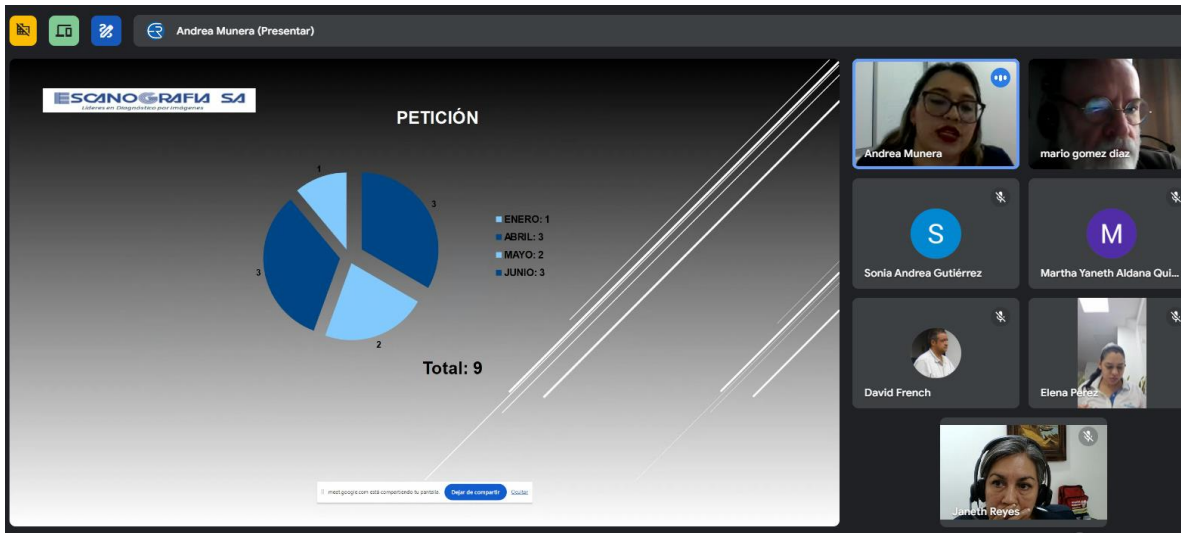 Andrea Munera (Presentar)
ESCANOGRAFIA SA
Líderes en Diagnóstico por imágenes
PETICIÓN
1
3
3
2
ENERO: 1
ABRIL: 3
MAYO: 2
JUNIO: 3
Total: 9
meet.google.com está compartiendo tu pantalla.
Dejar de compartir
Ocultar
Andrea Munera
mario gomez diaz
S
Sonia Andrea Gutiérrez
M
Martha Yaneth Aldana Qui...
David French
Elena Pérez
Janeth Reyes